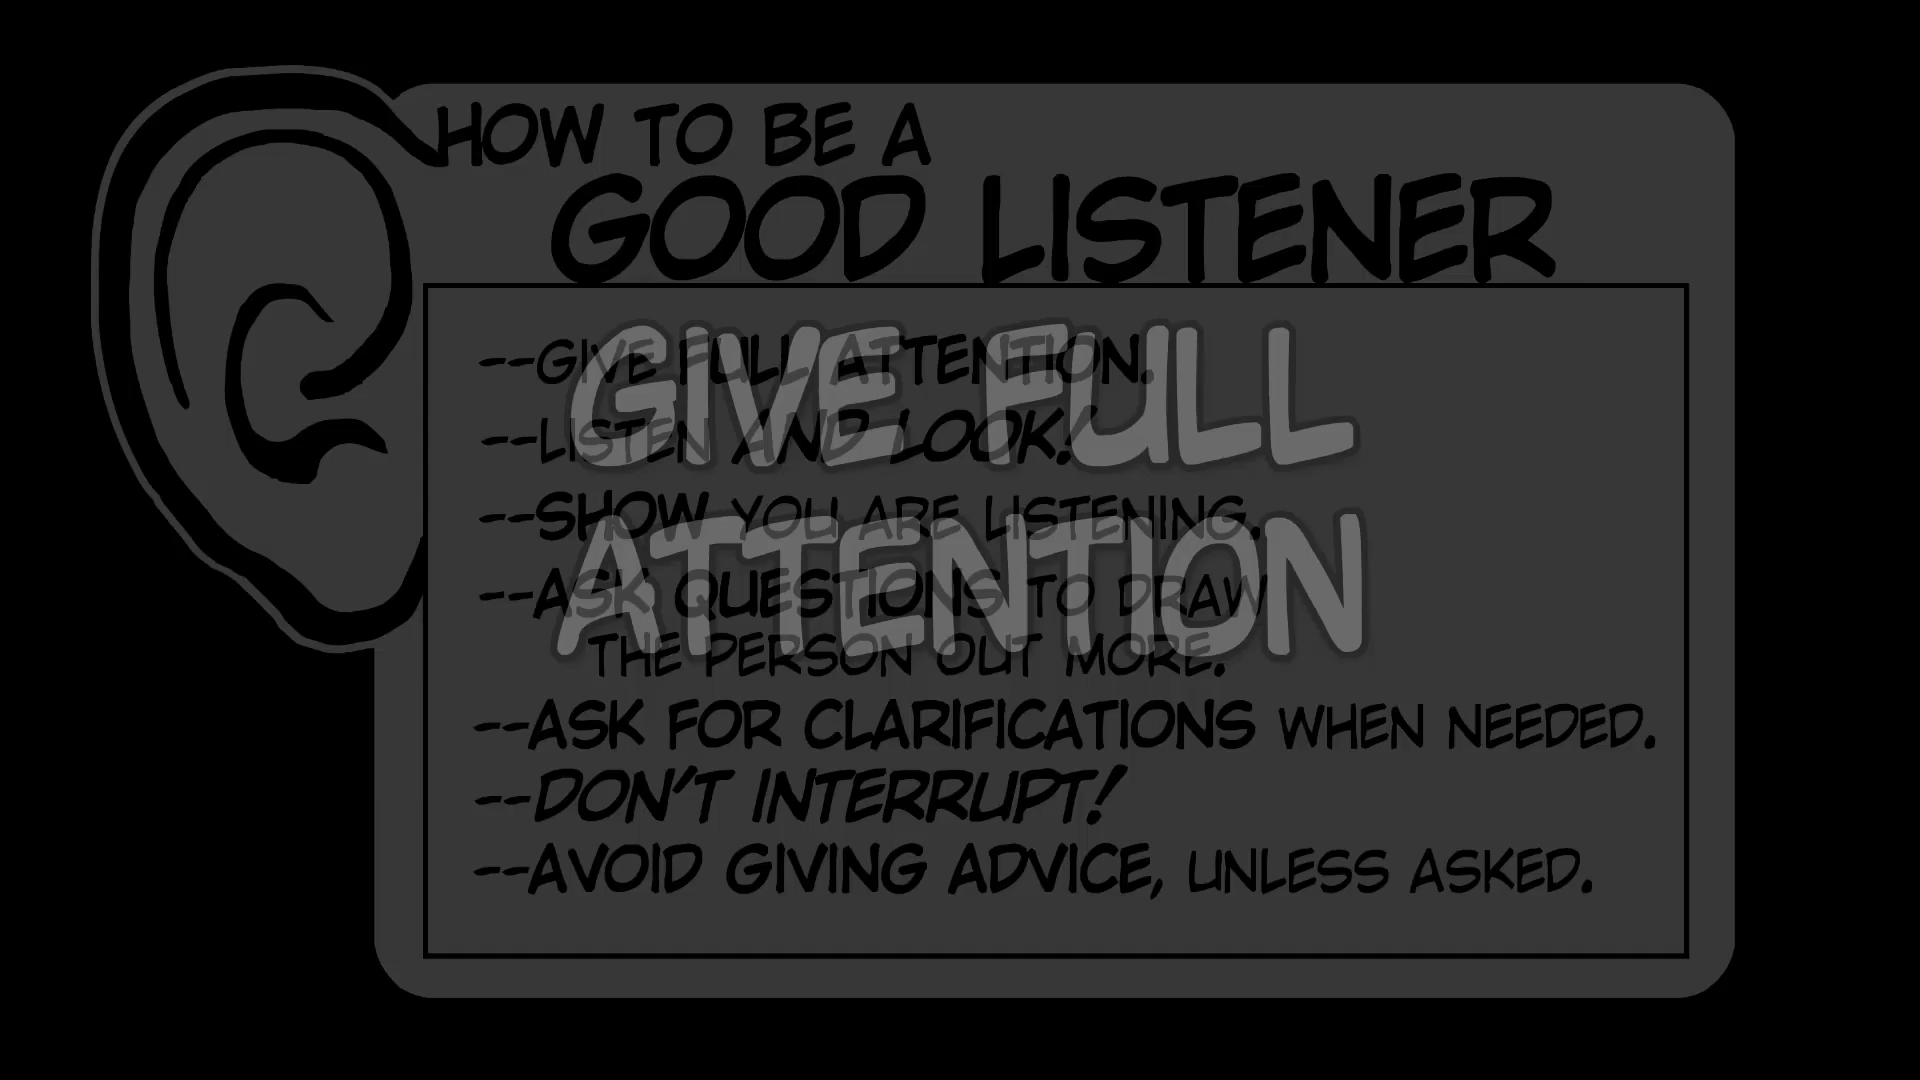 HOW TO BE A
GOOD LISTENER
--GIVE FULL ATTENTION.
--LISTEN AND LOOK!
--SHOW YOU ARE LISTENING.
--ASK QUESTIONS TO DRAW
THE PERSON OUT MORE.
--ASK FOR CLARIFICATIONS WHEN NEEDED.
--DON'T INTERRUPT!
--AVOID GIVING ADVICE, UNLESS ASKED.
GIVE FULL
ATTENTION